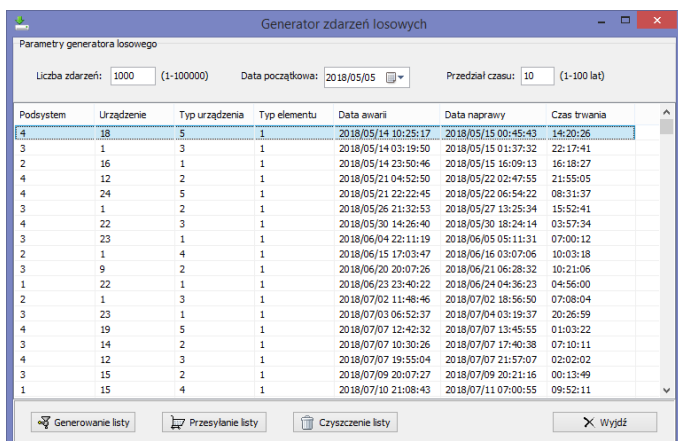 Generator zdarzeń losowych
Parametry generatora losowego
Liczba zdarzeń: 1000 (1-100000) Data początkowa: 2018/05/05 Przedział czasu: 10 (1-100 lat)
Podsystem Urządzenie Typ urządzenia Typ elementu Data awarii Data naprawy Czas trwania
4 18 5 1 2018/05/14 10:25:17 2018/05/15 00:45:43 14:20:26
3 1 3 1 2018/05/14 03:19:50 2018/05/15 01:37:32 22:17:41
2 16 1 1 2018/05/14 23:50:46 2018/05/15 16:09:13 16:18:27
4 12 2 1 2018/05/21 04:52:50 2018/05/22 02:47:55 21:55:05
4 24 5 1 2018/05/21 22:22:45 2018/05/22 06:54:22 08:31:37
3 1 2 1 2018/05/26 21:32:53 2018/05/27 13:25:34 15:52:41
4 22 3 1 2018/05/30 14:26:40 2018/05/30 18:24:14 03:57:34
3 23 1 1 2018/06/04 22:11:19 2018/06/05 05:11:31 07:00:12
2 1 4 1 2018/06/15 17:03:47 2018/06/16 03:07:06 10:03:18
3 9 2 1 2018/06/20 20:07:26 2018/06/21 06:28:32 10:21:06
1 22 1 1 2018/06/23 23:40:22 2018/06/24 04:36:23 04:56:00
2 1 3 1 2018/07/02 11:48:46 2018/07/02 18:56:50 07:08:04
3 23 1 1 2018/07/03 06:52:37 2018/07/04 03:19:37 20:26:59
4 19 5 1 2018/07/07 12:42:32 2018/07/07 13:45:55 01:03:22
3 14 2 1 2018/07/07 10:30:26 2018/07/07 17:40:38 07:10:11
4 12 3 1 2018/07/07 19:55:04 2018/07/07 21:57:07 02:02:02
3 15 2 1 2018/07/09 20:07:27 2018/07/09 20:21:16 00:13:49
1 15 4 1 2018/07/10 21:08:43 2018/07/11 07:00:55 09:52:11
Generowanie listy Przesyłanie listy Czyszczenie listy Wyjdź